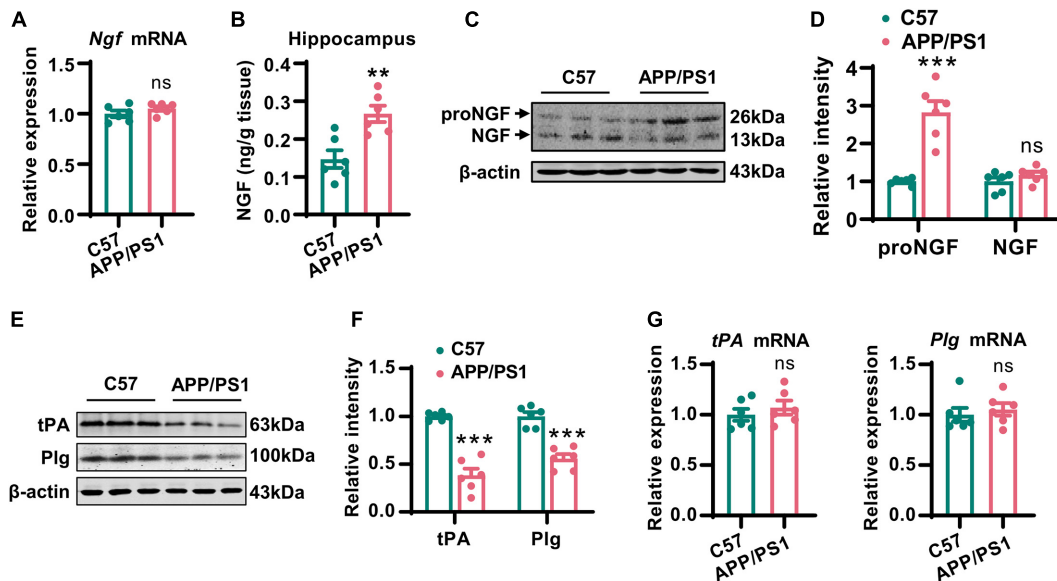 A
Ngf mRNA
Relative expression
1.5
1.0
0.5
0.0
ns
C57
APP/PS1
B
Hippocampus
NGF (ng/g tissue)
0.4
0.3
0.2
0.1
0.0
**
C57
APP/PS1
C
C57 APP/PS1
proNGF 26kDa
NGF 13kDa
β-actin 43kDa
D
C57
APP/PS1
Relative intensity
5
4
3
2
1
0
***
ns
proNGF NGF
E
C57 APP/PS1
tPA 63kDa
Plg 100kDa
β-actin 43kDa
F
C57
APP/PS1
Relative intensity
1.5
1.0
0.5
0.0
***
***
tPA Plg
G
tPA mRNA
Relative expression
1.5
1.0
0.5
0.0
ns
C57
APP/PS1
Plg mRNA
Relative expression
1.5
1.0
0.5
0.0
ns
C57
APP/PS1